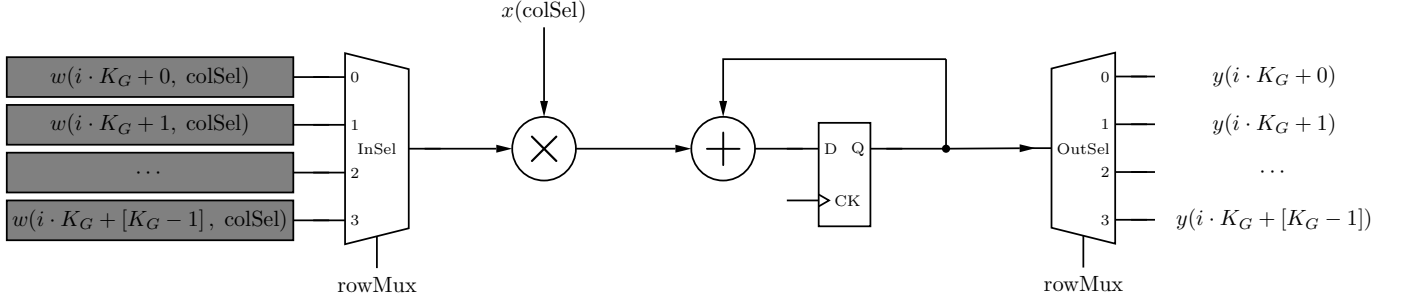 x(colSel)
w(i · K_G + 0, colSel)
w(i · K_G + 1, colSel)
···
w(i · K_G + [K_G − 1], colSel)
0
1
InSel
2
3
rowMux
×
+
D Q
CK
0
1
OutSel
2
3
rowMux
y(i · K_G + 0)
y(i · K_G + 1)
···
y(i · K_G + [K_G − 1])